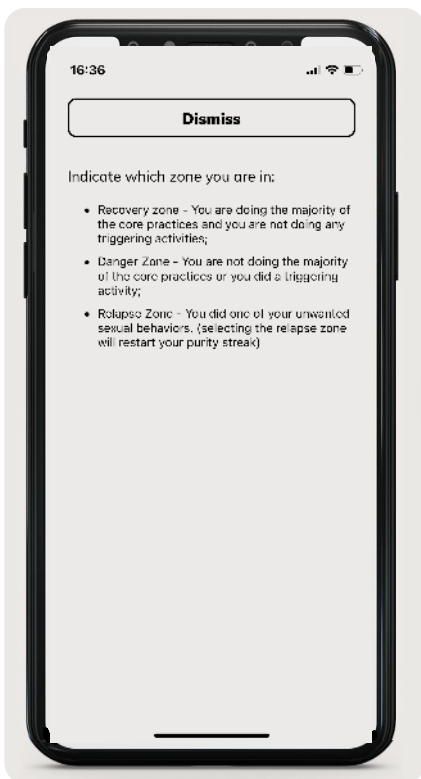 16:36
Dismiss
Indicate which zone you are in:
• Recovery zone - You are doing the majority of
the core practices and you are not doing any
triggering activities;
• Danger Zone - You are not doing the majority
of the core practices or you did a triggering
activity;
• Relapse Zone - You did one of your unwanted
sexual behaviors. (selecting the relapse zone
will restart your purity streak)